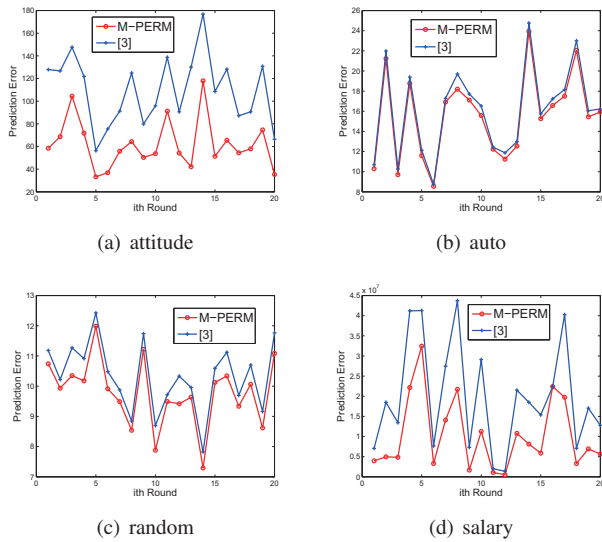 180
160
140
120
100
80
60
40
20
Prediction Error
M-PERM
[3]
0 5 10 15 20
ith Round
(a) attitude
26
24
22
20
18
16
14
12
10
8
Prediction Error
M-PERM
[3]
0 5 10 15 20
ith Round
(b) auto
13
12
11
10
9
8
7
Prediction Error
M-PERM
[3]
0 5 10 15 20
ith Round
(c) random
x 10^7
4.5
4
3.5
3
2.5
2
1.5
1
0.5
0
Prediction Error
M-PERM
[3]
0 5 10 15 20
ith Round
(d) salary